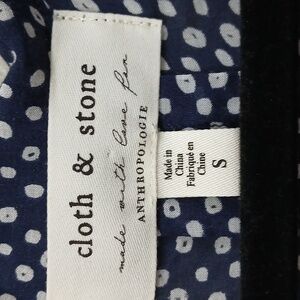 cloth & stone
made with love for
ANTHROPOLOGIE
Made in
China
Fabriqué en
Chine
S